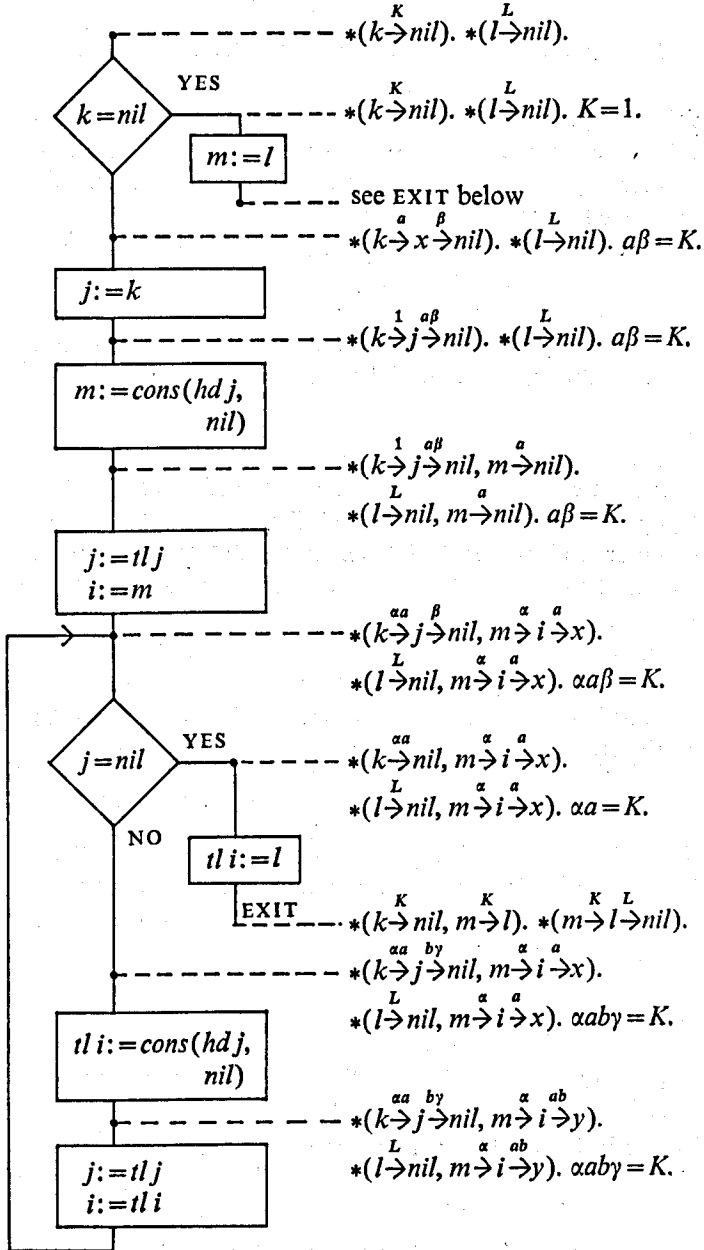 K L
*(k→nil). *(l→nil).
k=nil
YES
K L
*(k→nil). *(l→nil). K=1.
m:=l
see EXIT below
a β L
*(k→x→nil). *(l→nil). aβ=K.
j:=k
1 aβ L
*(k→j→nil). *(l→nil). aβ=K.
m:=cons(hd j,
nil)
1 aβ a
*(k→j→nil, m→nil).
L a
*(l→nil, m→nil). aβ=K.
j:=tl j
i:=m
αa β α a
*(k→j→nil, m→i→x).
L α a
*(l→nil, m→i→x). αaβ=K.
j=nil
YES
αa α a
*(k→nil, m→i→x).
L α a
*(l→nil, m→i→x). αa=K.
NO
tl i:=l
EXIT
K K K L
*(k→nil, m→l). *(m→l→nil).
αa bγ α a
*(k→j→nil, m→i→x).
L α a
*(l→nil, m→i→x). αabγ=K.
tl i:=cons(hd j,
nil)
αa bγ α ab
*(k→j→nil, m→i→y).
L α ab
*(l→nil, m→i→y). αabγ=K.
j:=tl j
i:=tl i